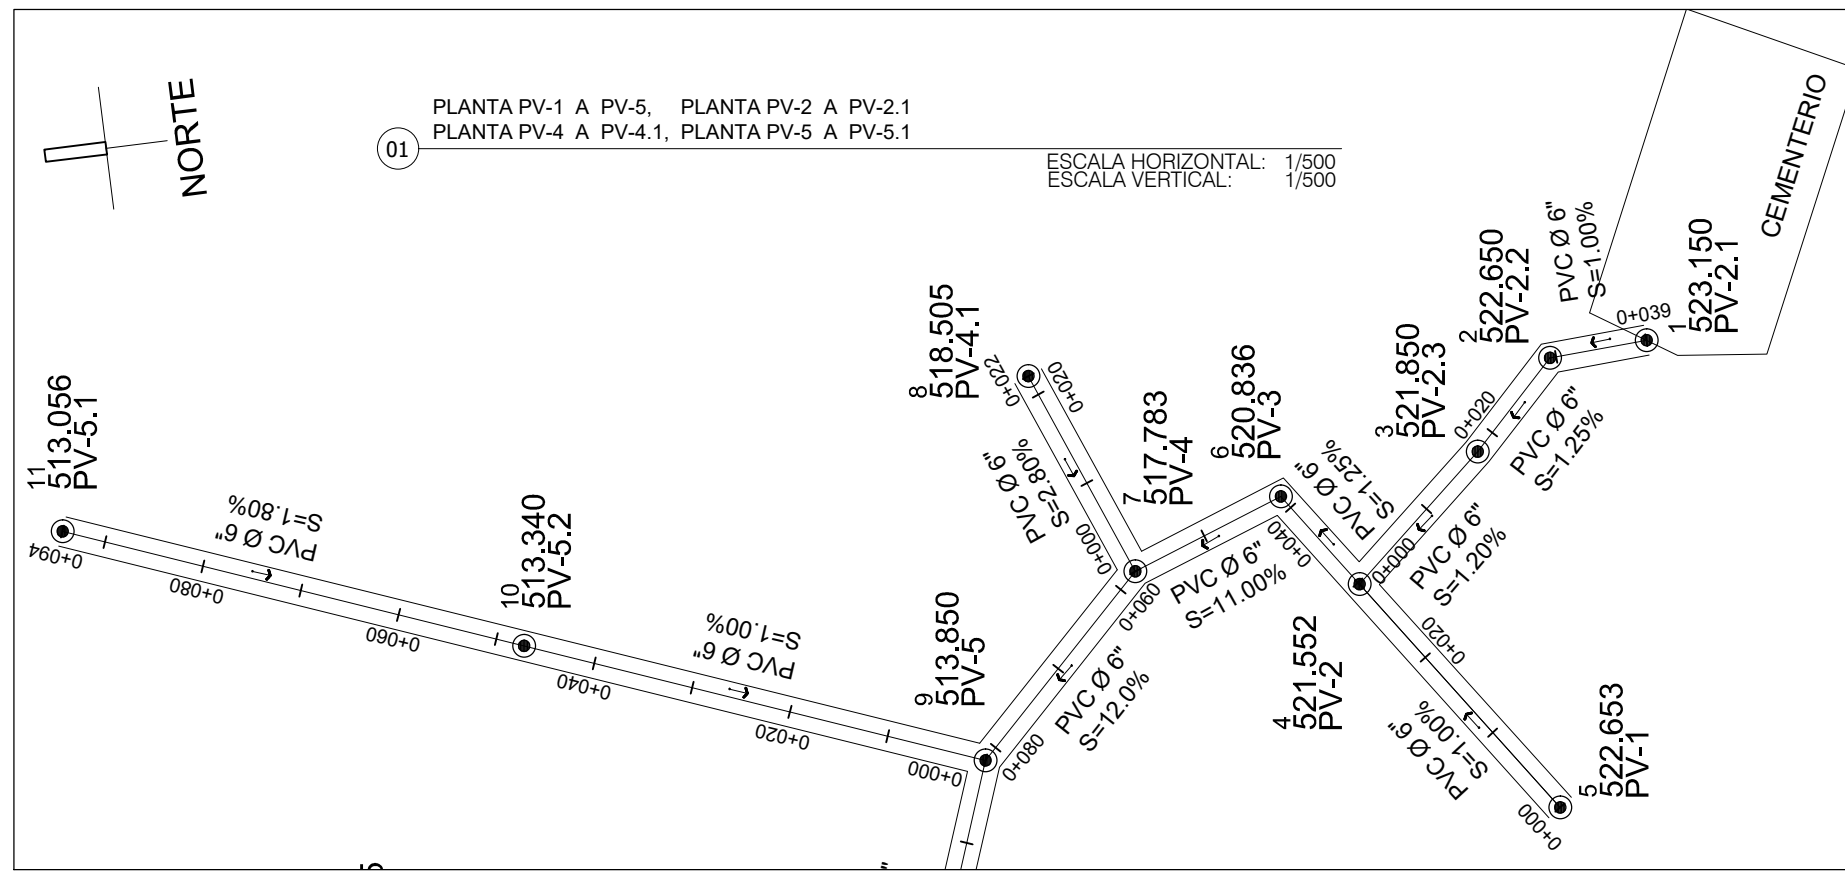 NORTE
01
PLANTA PV-1 A PV-5, PLANTA PV-2 A PV-2.1
PLANTA PV-4 A PV-4.1, PLANTA PV-5 A PV-5.1
ESCALA HORIZONTAL: 1/500
ESCALA VERTICAL: 1/500
CEMENTERIO
1
523.150
PV-2.1
0+039
PVC Ø 6"
S=1.00%
2
522.650
PV-2.2
PVC Ø 6"
S=1.25%
0+020
3
521.850
PV-2.3
PVC Ø 6"
S=1.20%
0+000
4
521.552
PV-2
0+020
PVC Ø 6"
S=1.00%
5
522.653
PV-1
0+000
PVC Ø 6"
S=1.25%
0+040
6
520.836
PV-3
PVC Ø 6"
S=11.00%
7
517.783
PV-4
0+060
0+000
PVC Ø 6"
S=2.80%
8
518.505
PV-4.1
0+022
0+020
PVC Ø 6"
S=12.0%
0+080
9
513.850
PV-5
0+000
0+020
PVC Ø 6"
S=1.00%
0+040
10
513.340
PV-5.2
0+060
PVC Ø 6"
S=1.80%
0+080
0+094
11
513.056
PV-5.1